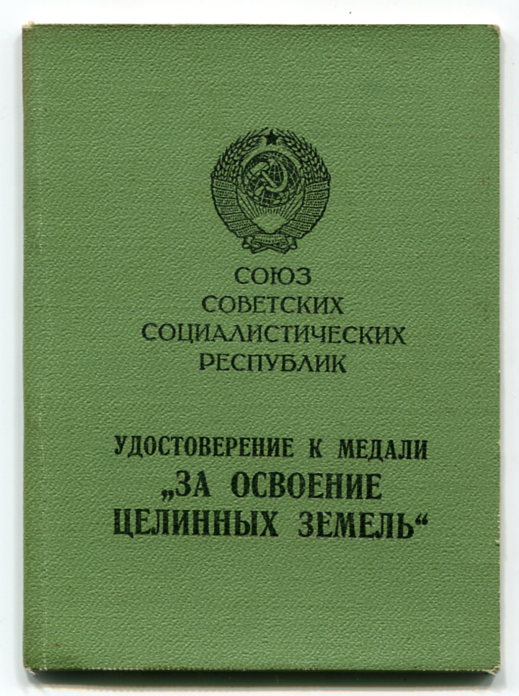 СОЮЗ
СОВЕТСКИХ
СОЦИАЛИСТИЧЕСКИХ
РЕСПУБЛИК
УДОСТОВЕРЕНИЕ К МЕДАЛИ
„ЗА ОСВОЕНИЕ
ЦЕЛИННЫХ ЗЕМЕЛЬ“